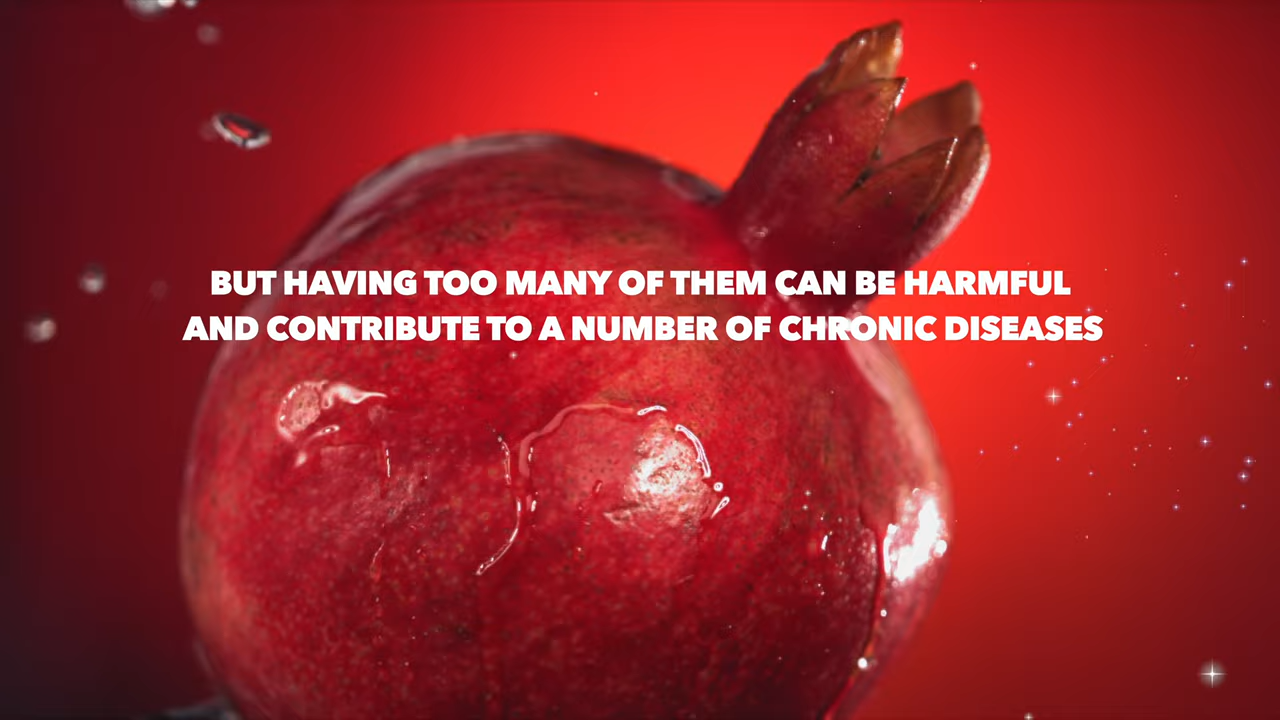 BUT HAVING TOO MANY OF THEM CAN BE HARMFUL
AND CONTRIBUTE TO A NUMBER OF CHRONIC DISEASES